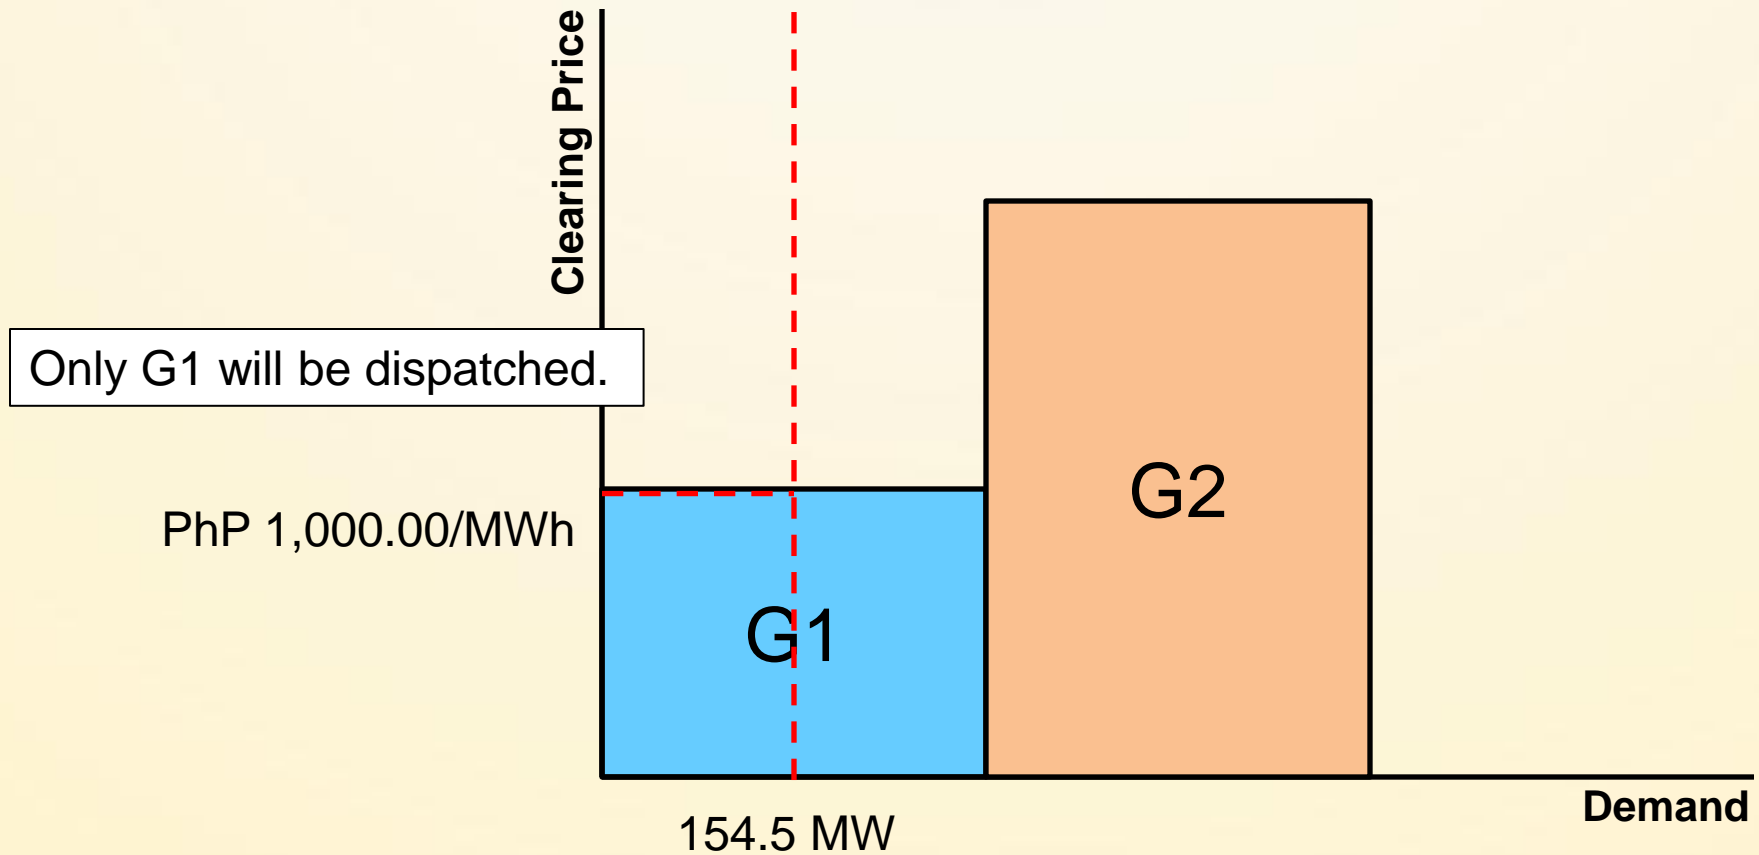 Clearing Price
Only G1 will be dispatched.
G2
PhP 1,000.00/MWh
G1
Demand
154.5 MW